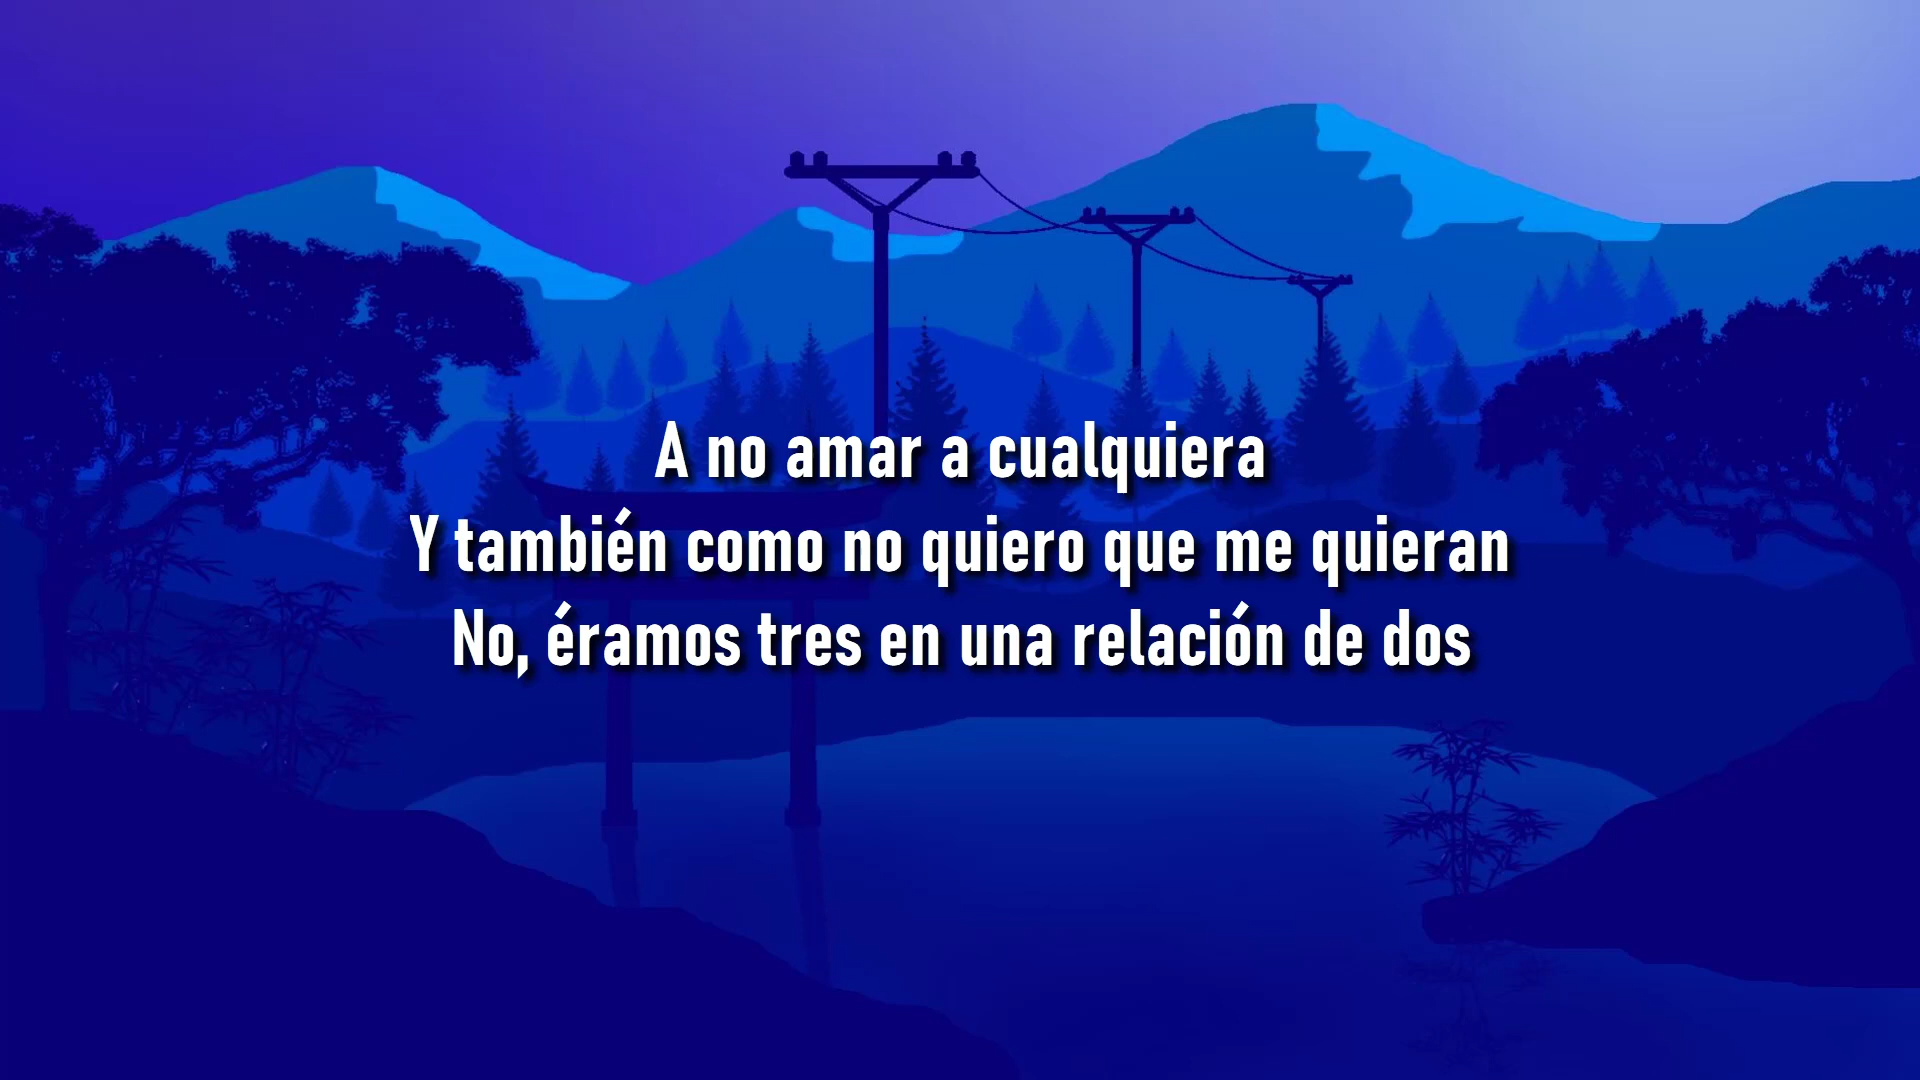 A no amar a cualquiera
Y también como no quiero que me quieran
No, éramos tres en una relación de dos